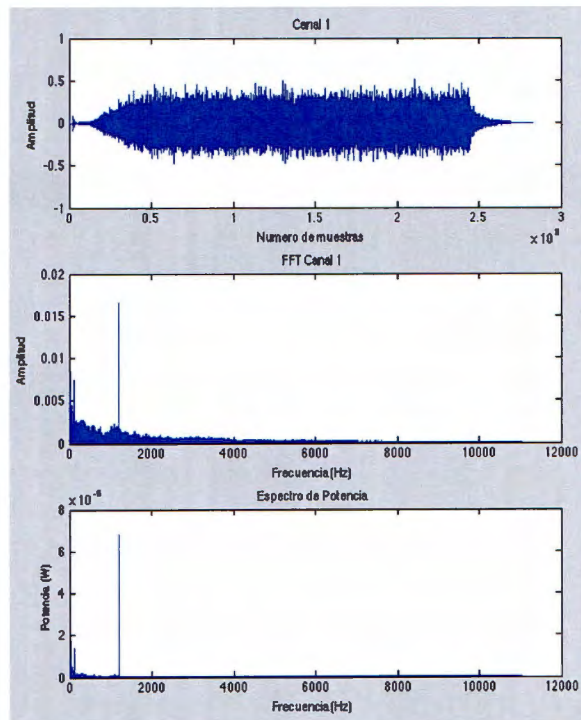 Canal 1
1
0.5
0
-0.5
-1
Amplitud
0 0.5 1 1.5 2 2.5 3
Numero de muestras
FFT Canal 1
0.02
0.015
0.01
0.005
0
Amplitud
0 2000 4000 6000 8000 10000 12000
Frecuencia(Hz)
Espectro de Potencia
8
6
4
2
0
Potencia (W)
0 2000 4000 6000 8000 10000 12000
Frecuencia(Hz)